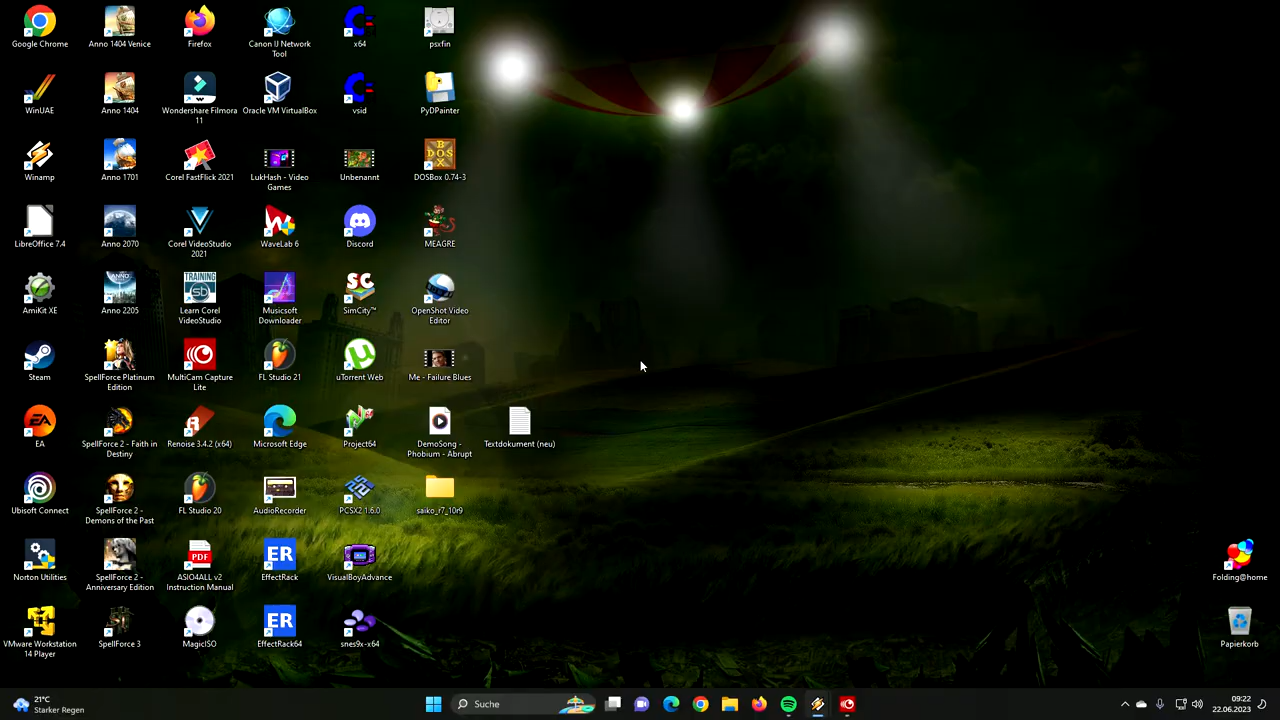 Google Chrome
Anno 1404 Venice
Firefox
Canon IJ Network
Tool
x64
psxfin
WinUAE
Anno 1404
Wondershare Filmora
11
Oracle VM VirtualBox
vsid
PyDPainter
Winamp
Anno 1701
Corel FastFlick 2021
LukHash - Video
Games
Unbenannt
DOSBox 0.74-3
LibreOffice 7.4
Anno 2070
Corel VideoStudio
2021
WaveLab 6
Discord
MEAGRE
AmiKit XE
Anno 2205
Learn Corel
VideoStudio
Musicsoft
Downloader
SimCity™
OpenShot Video
Editor
Steam
SpellForce Platinum
Edition
MultiCam Capture
Lite
FL Studio 21
uTorrent Web
Me - Failure Blues
EA
SpellForce 2 - Faith in
Destiny
Renoise 3.4.2 (x64)
Microsoft Edge
Project64
DemoSong -
Phobium - Abrupt
Textdokument (neu)
Ubisoft Connect
SpellForce 2 -
Demons of the Past
FL Studio 20
AudioRecorder
PCSX2 1.6.0
saiko_r7_10r9
Norton Utilities
SpellForce 2 -
Anniversary Edition
ASIO4ALL v2
Instruction Manual
EffectRack
VisualBoyAdvance
Folding@home
VMware Workstation
14 Player
SpellForce 3
MagicISO
EffectRack64
snes9x-x64
Papierkorb
21°C
Starker Regen
Suche
09:22
22.06.2023